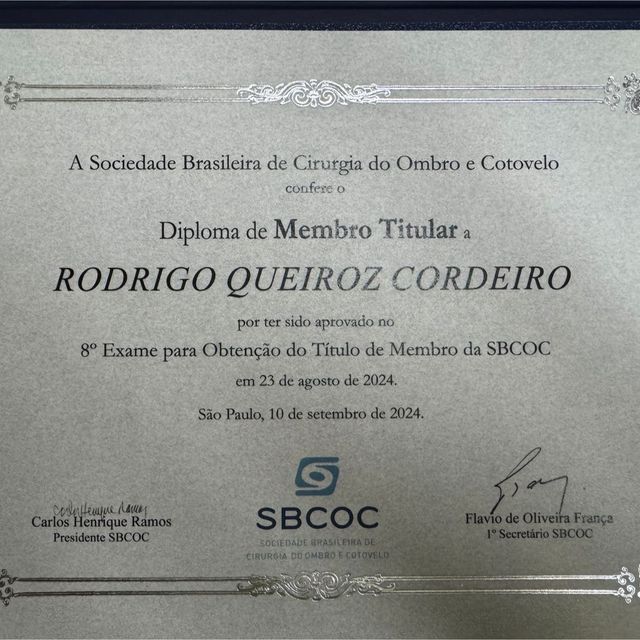 A Sociedade Brasileira de Cirurgia do Ombro e Cotovelo
confere o
Diploma de Membro Titular a
RODRIGO QUEIROZ CORDEIRO
por ter sido aprovado no
8º Exame para Obtenção do Título de Membro da SBCOC
em 23 de agosto de 2024.
São Paulo, 10 de setembro de 2024.
Carlos Henrique Ramos
Carlos Henrique Ramos
Presidente SBCOC
SBCOC
SOCIEDADE BRASILEIRA DE
CIRURGIA DO OMBRO E COTOVELO
Flavio de Oliveira França
1º Secretário SBCOC